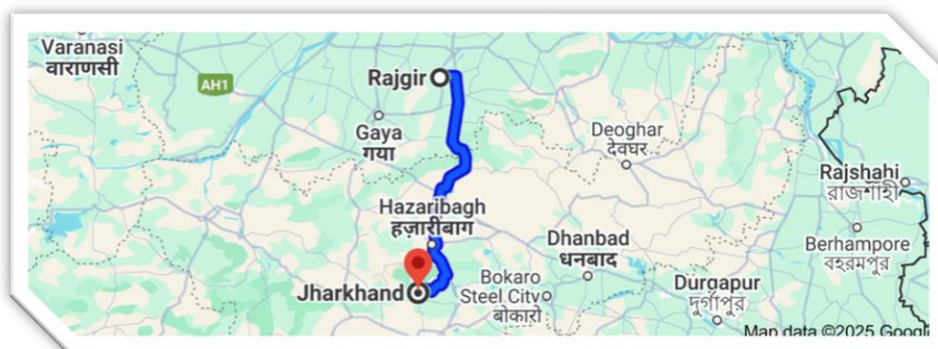 Varanasi
वाराणसी
AH1
Rajgir
Gaya
गया
Deoghar
देवघर
Rajshahi
রাজশাহী
Hazaribagh
हज़ारीबाग
Dhanbad
धनबाद
Berhampore
বহরমপুর
Jharkhand
Bokaro
Steel City
बोकारो
Durgapur
দুর্গাপুর
Map data ©2025 Googl